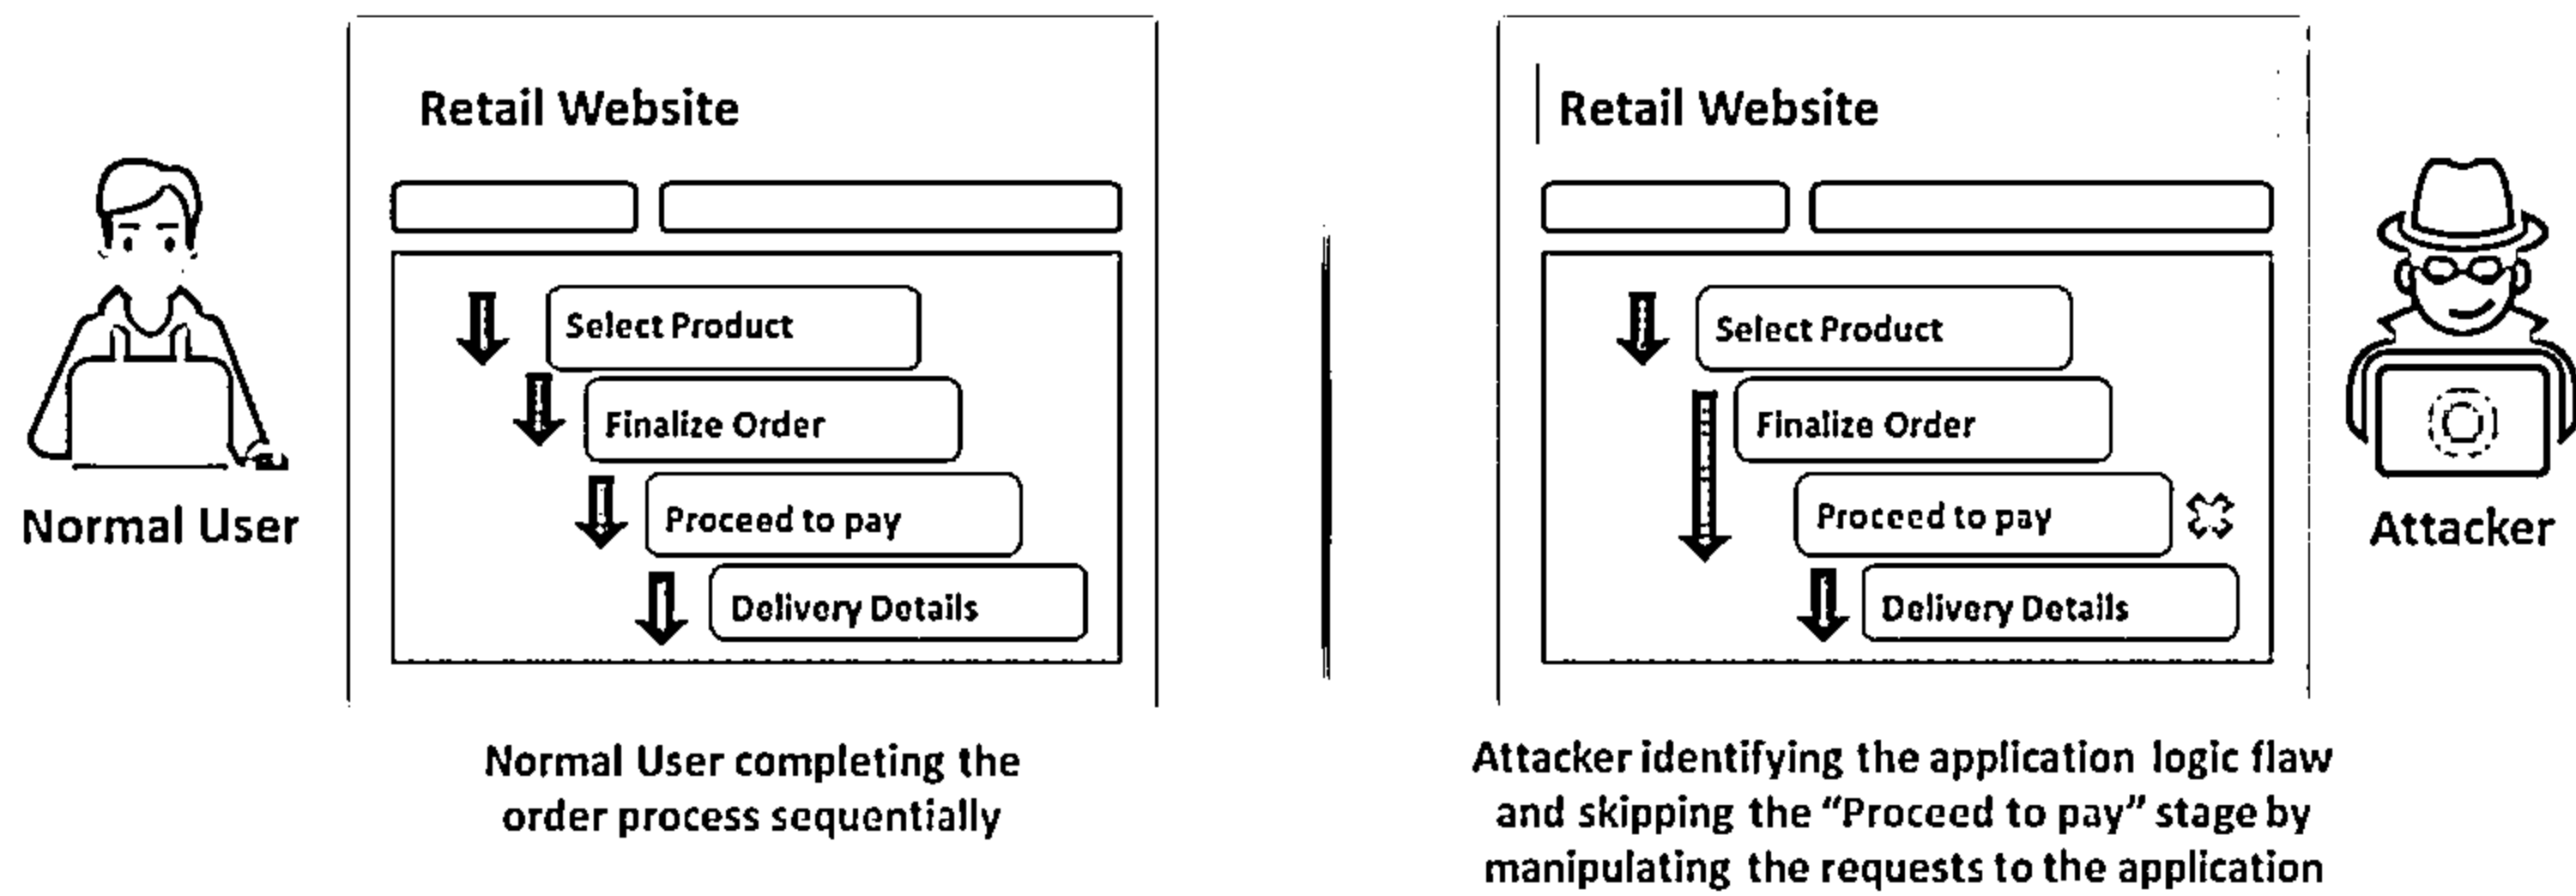 Retail Website
Select Product
Finalize Order
Proceed to pay
Delivery Details
Normal User
Normal User completing the
order process sequentially
Retail Website
Select Product
Finalize Order
Proceed to pay
Delivery Details
Attacker
Attacker identifying the application logic flaw
and skipping the “Proceed to pay” stage by
manipulating the requests to the application